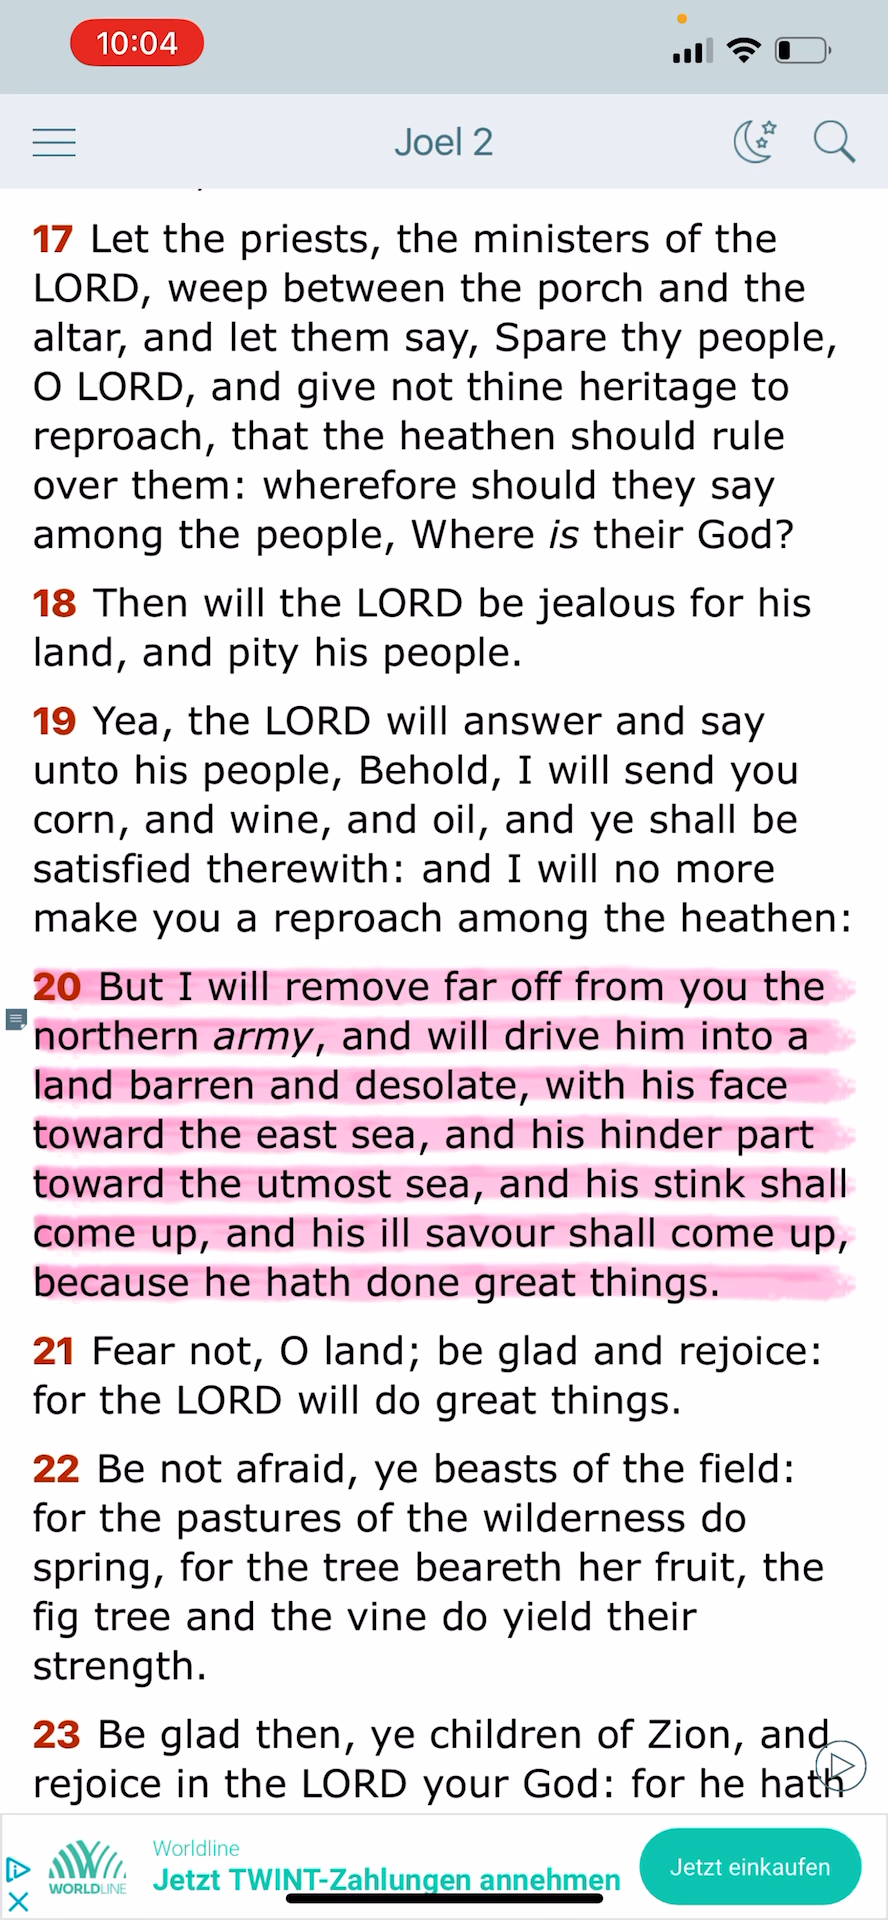 10:04
Joel 2
17 Let the priests, the ministers of the
LORD, weep between the porch and the
altar, and let them say, Spare thy people,
O LORD, and give not thine heritage to
reproach, that the heathen should rule
over them: wherefore should they say
among the people, Where is their God?
18 Then will the LORD be jealous for his
land, and pity his people.
19 Yea, the LORD will answer and say
unto his people, Behold, I will send you
corn, and wine, and oil, and ye shall be
satisfied therewith: and I will no more
make you a reproach among the heathen:
20 But I will remove far off from you the
northern army, and will drive him into a
land barren and desolate, with his face
toward the east sea, and his hinder part
toward the utmost sea, and his stink shall
come up, and his ill savour shall come up,
because he hath done great things.
21 Fear not, O land; be glad and rejoice:
for the LORD will do great things.
22 Be not afraid, ye beasts of the field:
for the pastures of the wilderness do
spring, for the tree beareth her fruit, the
fig tree and the vine do yield their
strength.
23 Be glad then, ye children of Zion, and
rejoice in the LORD your God: for he hath
WORLDLINE
Worldline
Jetzt TWINT-Zahlungen annehmen
Jetzt einkaufen